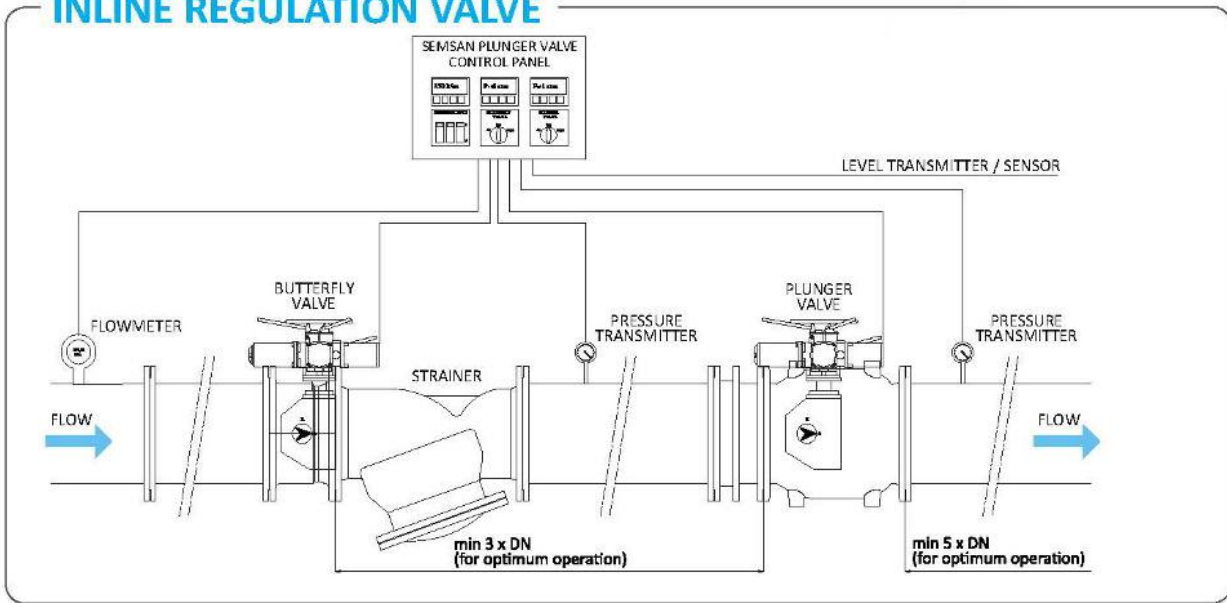 INLINE REGULATION VALVE
SEMSAN PLUNGER VALVE
CONTROL PANEL
LEVEL TRANSMITTER / SENSOR
BUTTERFLY
VALVE
PLUNGER
VALVE
FLOWMETER
PRESSURE
TRANSMITTER
PRESSURE
TRANSMITTER
STRAINER
FLOW
FLOW
min 3 x DN
(for optimum operation)
min 5 x DN
(for optimum operation)